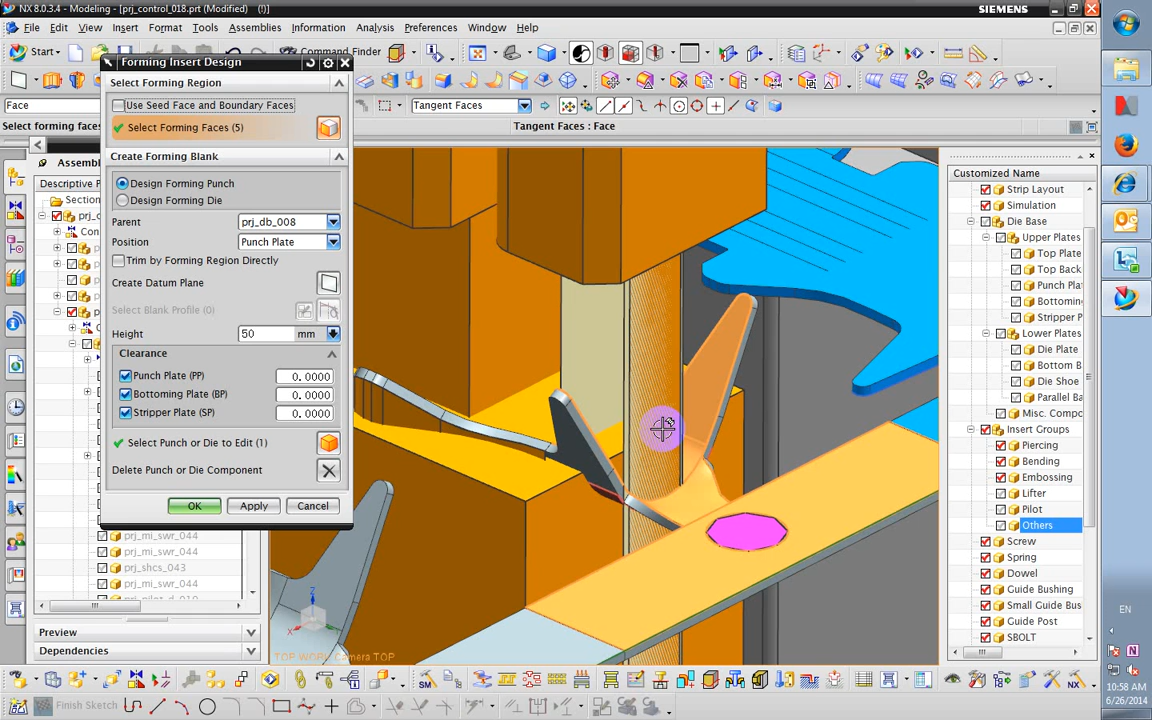 NX 8.0.3.4 - Modeling - [prj_control_018.prt (Modified) (!)]
SIEMENS
File Edit View Insert Format Tools Assemblies Information Analysis Preferences Window Help
Start
Command Finder
Forming Insert Design
Face
Tangent Faces
Select forming faces
Tangent Faces : Face
Select Forming Region
Use Seed Face and Boundary Faces
Select Forming Faces (5)
Create Forming Blank
Design Forming Punch
Design Forming Die
Parent
prj_db_008
Position
Punch Plate
Trim by Forming Region Directly
Create Datum Plane
Select Blank Profile (0)
Height
50
mm
Clearance
Punch Plate (PP)
0.0000
Bottoming Plate (BP)
0.0000
Stripper Plate (SP)
0.0000
Select Punch or Die to Edit (1)
Delete Punch or Die Component
OK
Apply
Cancel
prj_mi_swr_044
prj_mi_swr_044
prj_shcs_043
prj_mi_swr_044
Preview
Dependencies
Z
X
TOP WORK Camera TOP
Customized Name
Strip Layout
Simulation
Die Base
Upper Plates
Top Plate
Top Back
Punch Pla
Bottomin
Stripper P
Lower Plates
Die Plate
Die Back
Die Shoe
Parallel Ba
Misc. Compc
Insert Groups
Piercing
Bending
Embossing
Lifter
Pilot
Others
Screw
Spring
Dowel
Guide Bushing
Small Guide Bus
Guide Post
SBOLT
Finish Sketch
EN
10:58 AM
6/26/2014